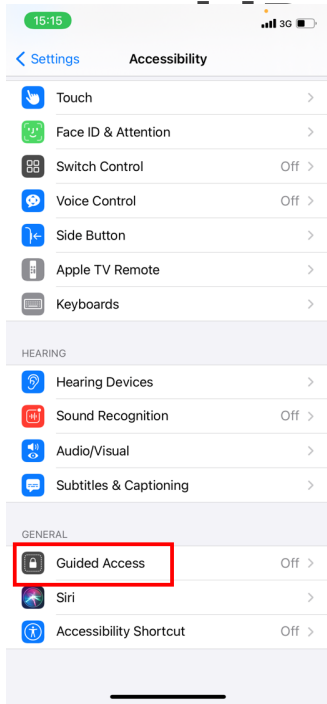 15:15
3G
Settings
Accessibility
Touch
Face ID & Attention
Switch Control Off
Voice Control Off
Side Button
Apple TV Remote
Keyboards
HEARING
Hearing Devices
Sound Recognition Off
Audio/Visual
Subtitles & Captioning
GENERAL
Guided Access Off
Siri
Accessibility Shortcut Off